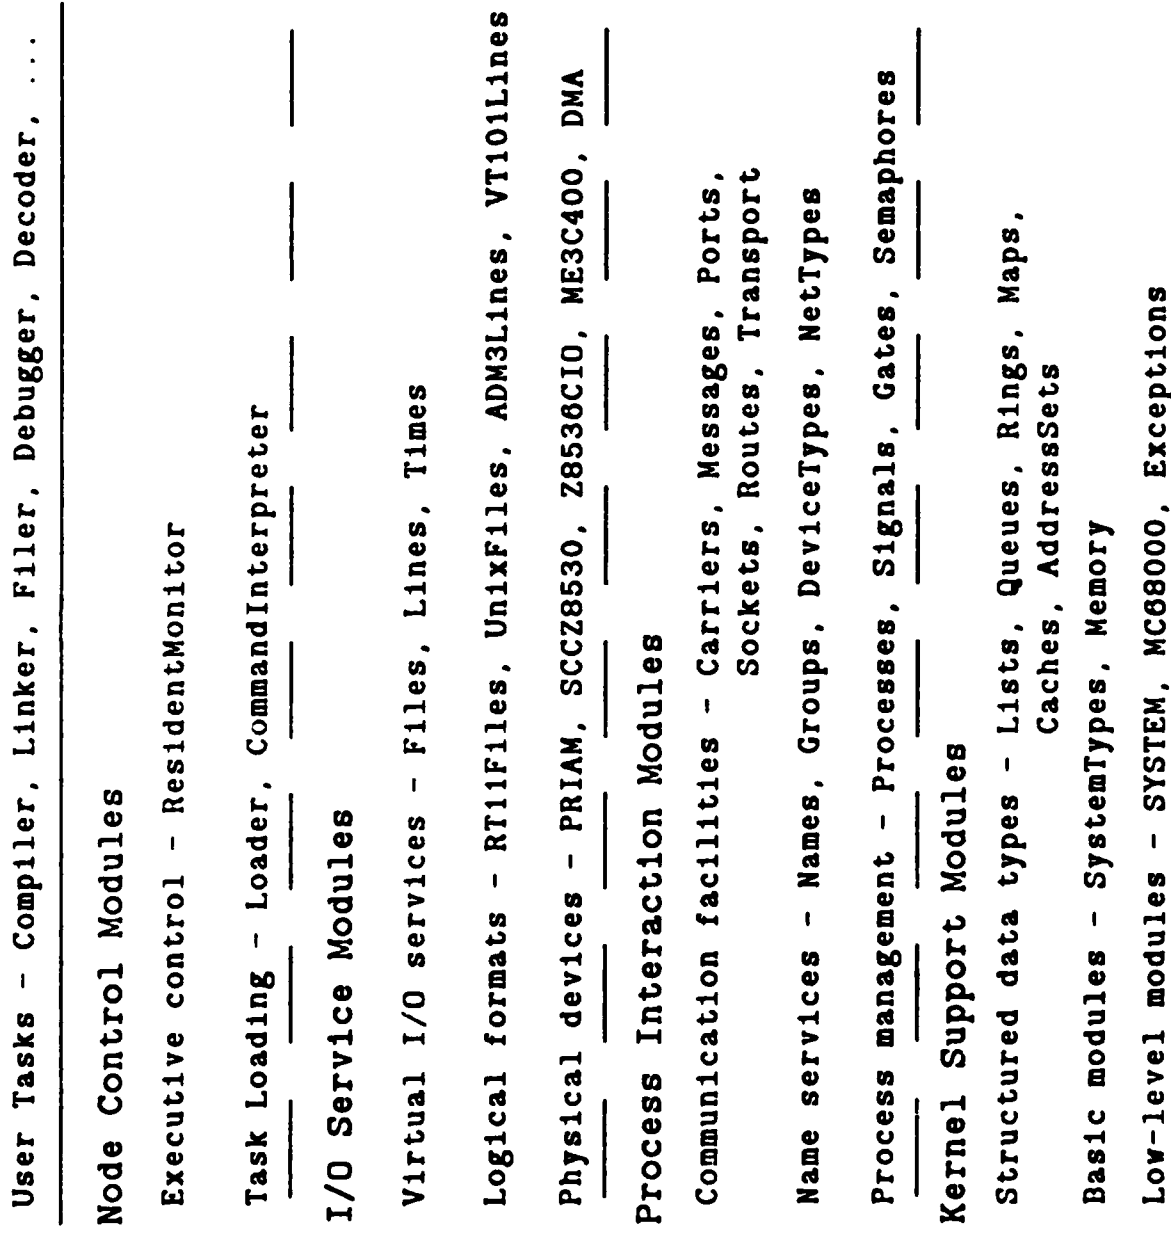 User Tasks - Compiler, Linker, Filer, Debugger, Decoder, ...
Node Control Modules
Executive control - ResidentMonitor
Task Loading - Loader, CommandInterpreter
I/O Service Modules
Virtual I/O services - Files, Lines, Times
Logical formats - RT11Files, UnixFiles, ADM3Lines, VT101Lines
Physical devices - PRIAM, SCCZ8530, Z8536CIO, ME3C400, DMA
Process Interaction Modules
Communication facilities - Carriers, Messages, Ports,
Sockets, Routes, Transport
Name services - Names, Groups, DeviceTypes, NetTypes
Process management - Processes, Signals, Gates, Semaphores
Kernel Support Modules
Structured data types - Lists, Queues, Rings, Maps,
Caches, AddressSets
Basic modules - SystemTypes, Memory
Low-level modules - SYSTEM, MC68000, Exceptions